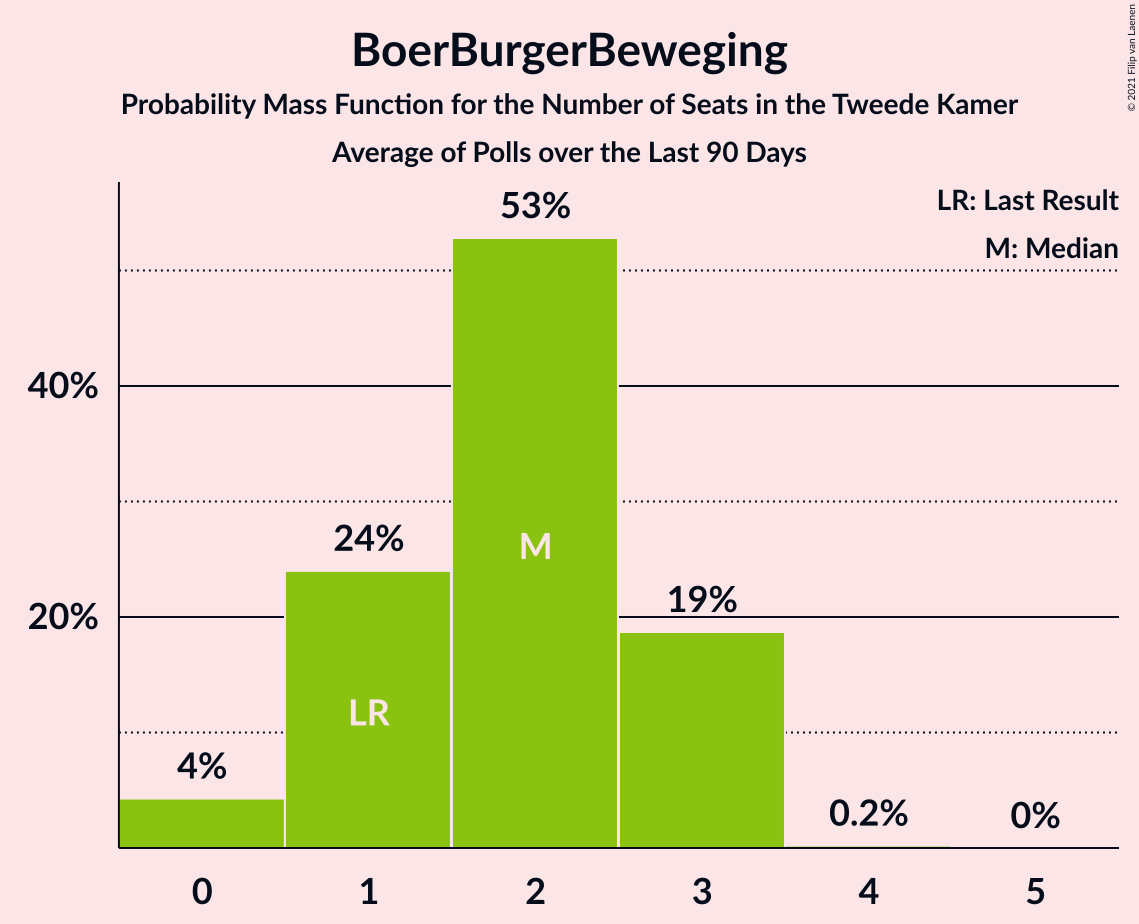 BoerBurgerBeweging
Probability Mass Function for the Number of Seats in the Tweede Kamer
Average of Polls over the Last 90 Days
© 2021 Filip van Laenen
LR: Last Result
M: Median
53%
40%
24%
M
19%
20%
LR
4%
0.2%
0%
0 1 2 3 4 5